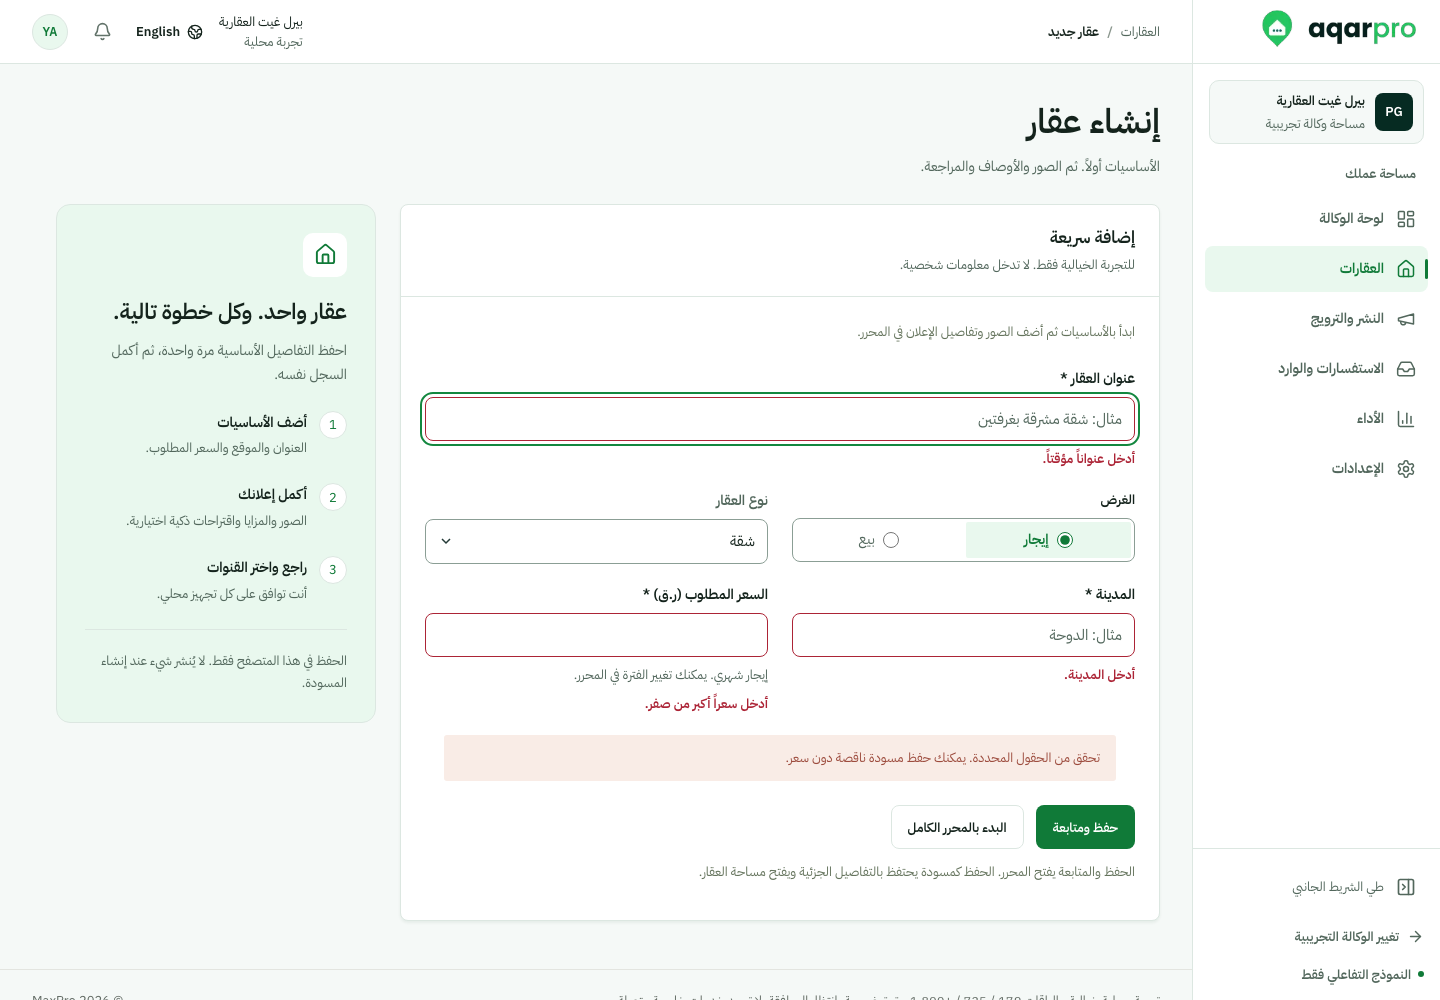 aqarpro
بيرل غيت العقارية
PG
مساحة وكالة تجريبية
مساحة عملك
لوحة الوكالة
العقارات
النشر والترويج
الاستفسارات والوارد
الأداء
الإعدادات
طي الشريط الجانبي
تغيير الوكالة التجريبية
النموذج التفاعلي فقط
العقارات / عقار جديد
بيرل غيت العقارية
تجربة محلية
English
YA
إنشاء عقار
الأساسيات أولاً. ثم الصور والأوصاف والمراجعة.
إضافة سريعة
للتجربة الخيالية فقط. لا تدخل معلومات شخصية.
ابدأ بالأساسيات ثم أضف الصور وتفاصيل الإعلان في المحرر.
عنوان العقار *
مثال: شقة مشرقة بغرفتين
أدخل عنواناً مؤقتاً.
الغرض
إيجار
بيع
نوع العقار
شقة
المدينة *
مثال: الدوحة
أدخل المدينة.
السعر المطلوب (ر.ق) *
إيجار شهري. يمكنك تغيير الفترة في المحرر.
أدخل سعراً أكبر من صفر.
تحقق من الحقول المحددة. يمكنك حفظ مسودة ناقصة دون سعر.
حفظ ومتابعة
البدء بالمحرر الكامل
الحفظ والمتابعة يفتح المحرر. الحفظ كمسودة يحتفظ بالتفاصيل الجزئية ويفتح مساحة العقار.
عقار واحد. وكل خطوة تالية.
احفظ التفاصيل الأساسية مرة واحدة، ثم أكمل
السجل نفسه.
1
أضف الأساسيات
العنوان والموقع والسعر المطلوب.
2
أكمل إعلانك
الصور والمزايا واقتراحات ذكية اختيارية.
3
راجع واختر القنوات
أنت توافق على كل تجهيز محلي.
الحفظ في هذا المتصفح فقط. لا يُنشر شيء عند إنشاء
المسودة.
© 2026 MaxPro